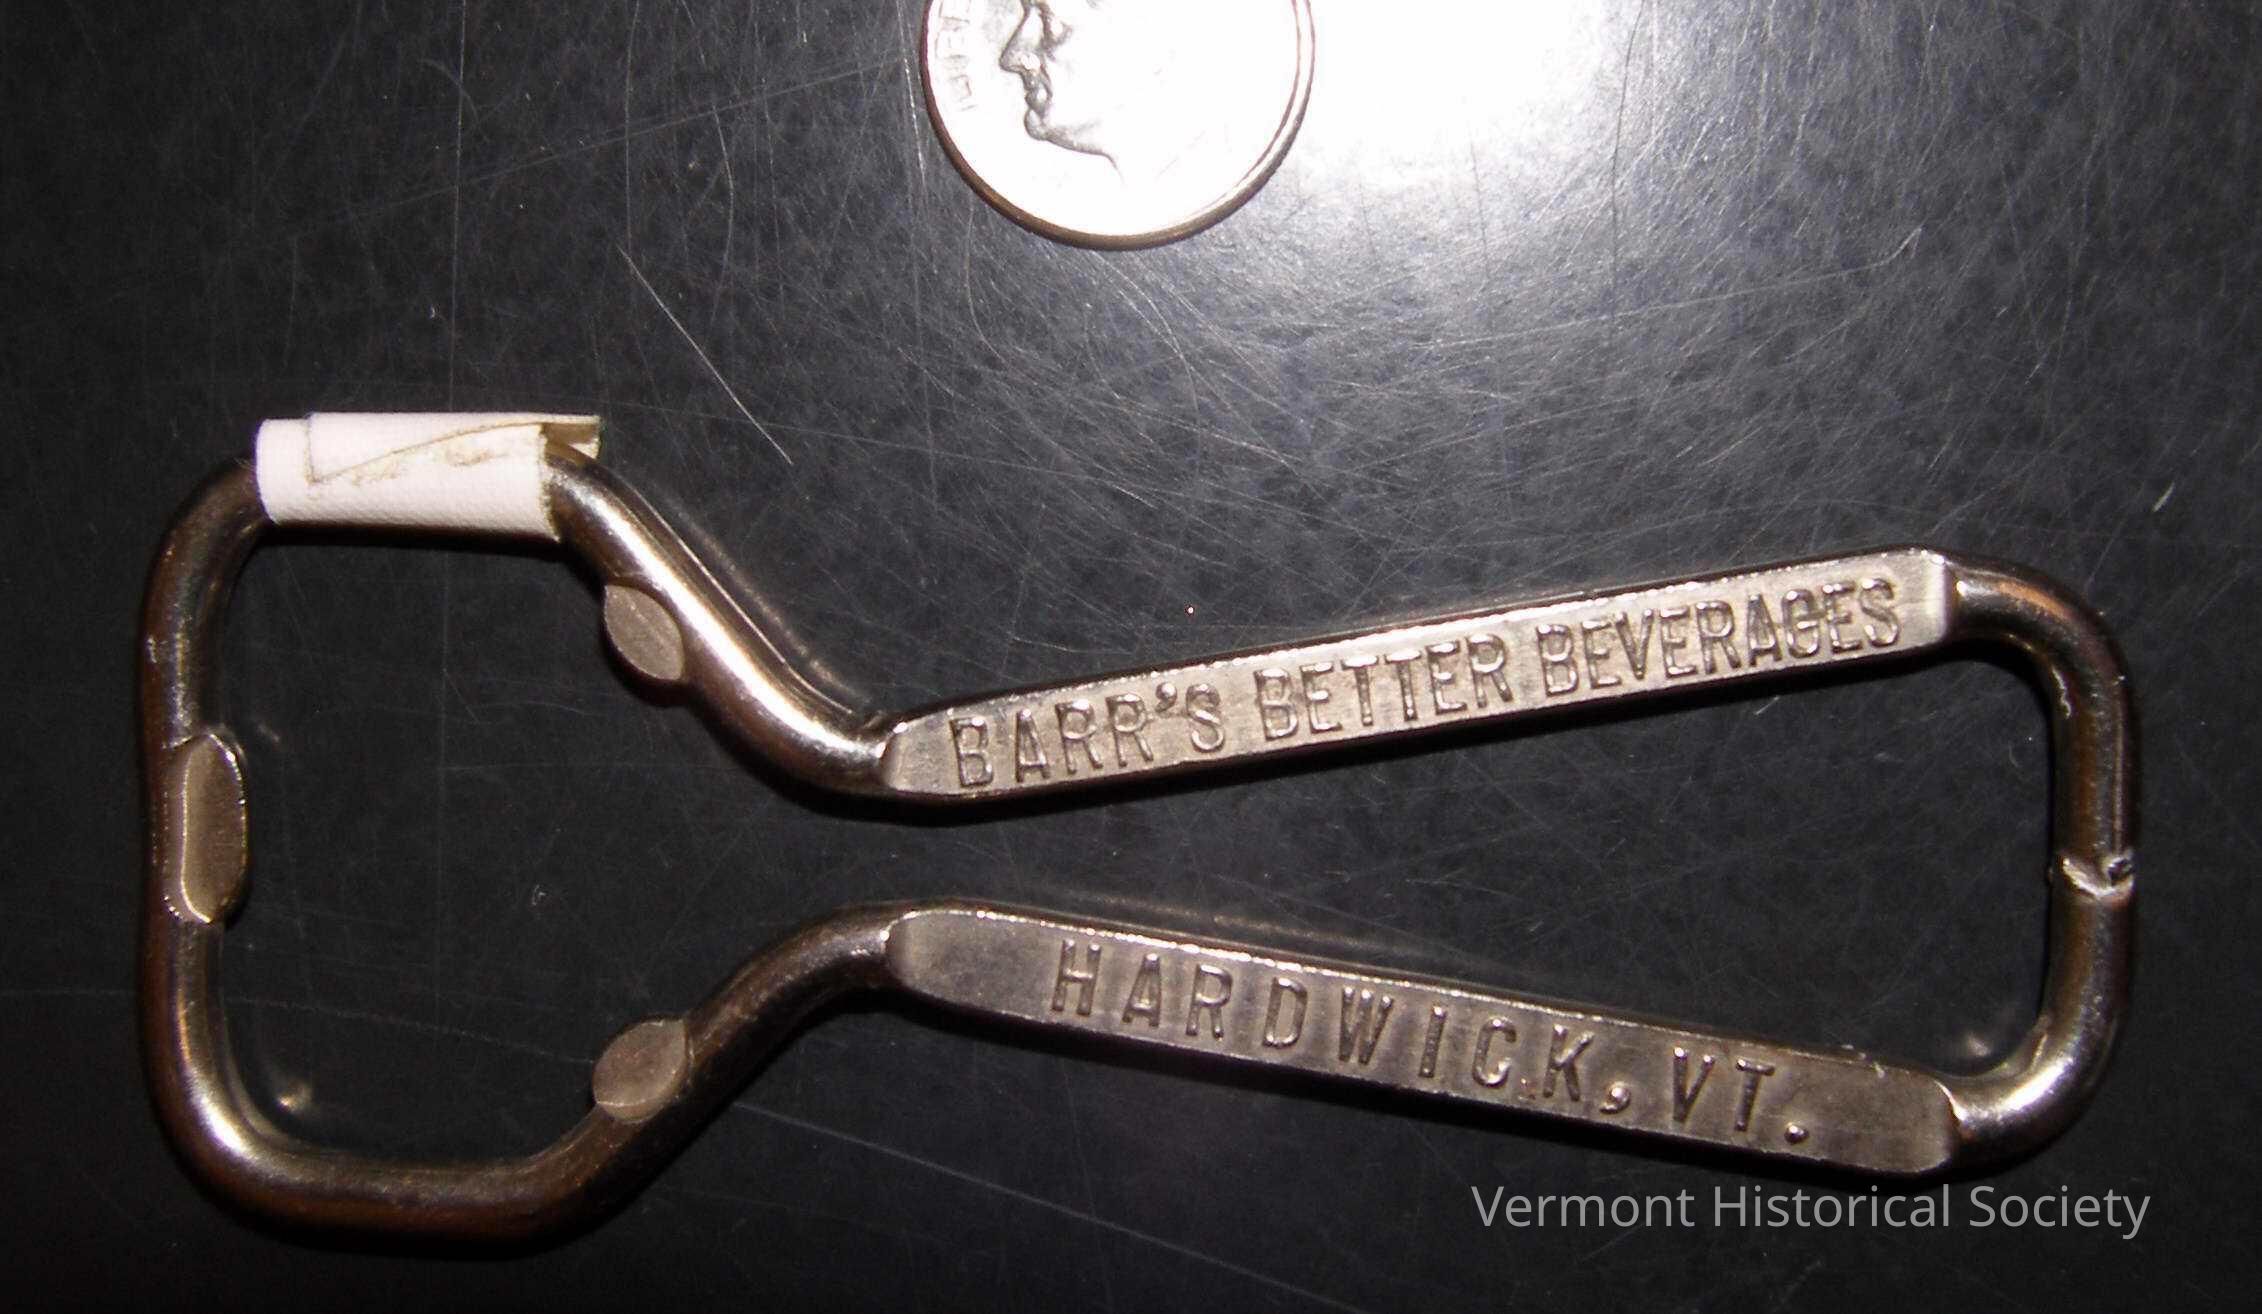 BARR'S BETTER BEVERAGES
HARDWICK, VT.
Vermont Historical Society